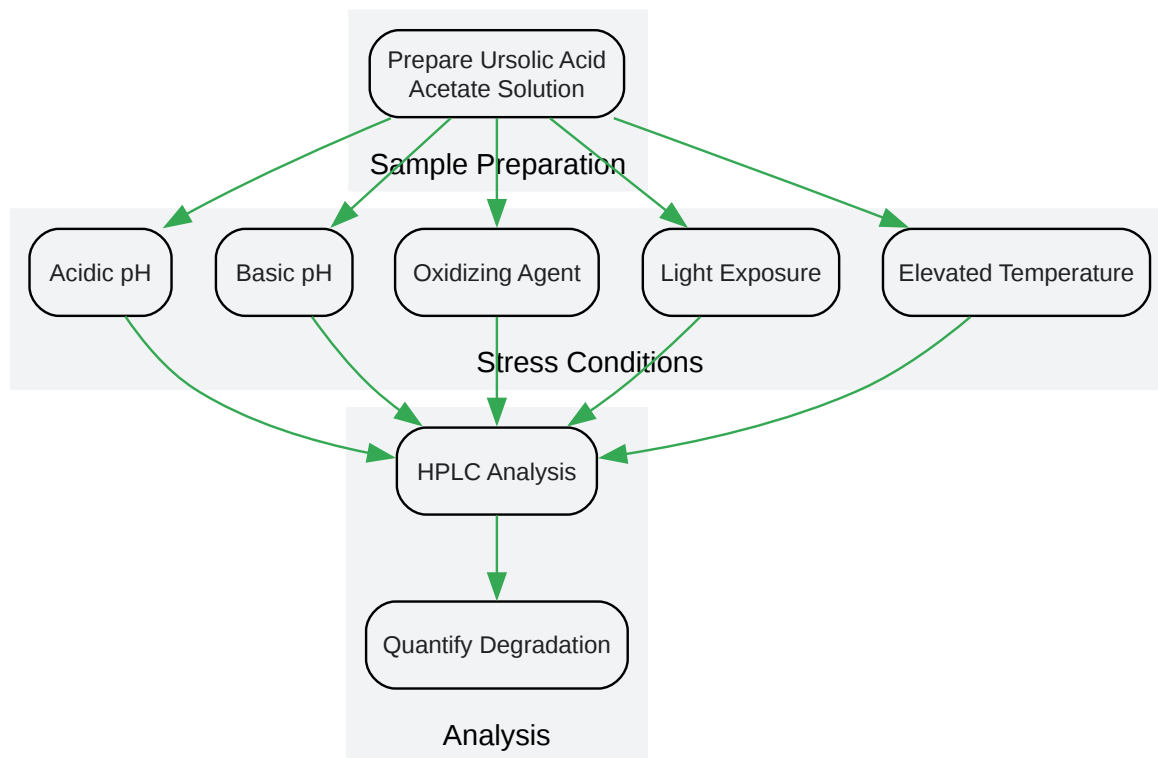 Prepare Ursolic Acid
Acetate Solution
Sample Preparation
Acidic pH
Basic pH
Oxidizing Agent
Light Exposure
Elevated Temperature
Stress Conditions
HPLC Analysis
Quantify Degradation
Analysis